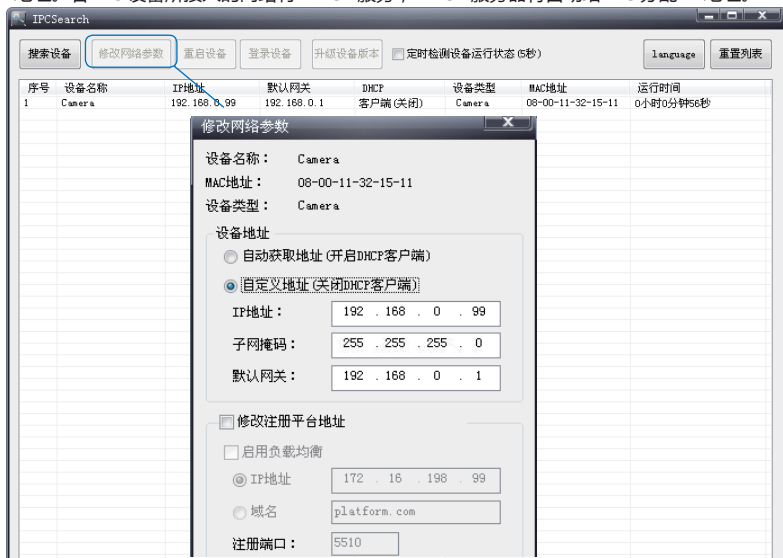 IPCSearch
搜索设备 修改网络参数 重启设备 登录设备 升级设备版本 定时检测设备运行状态(5秒) language 重置列表
序号 设备名称 IP地址 默认网关 DHCP 设备类型 MAC地址 运行时间
1 Camera 192.168.0.99 192.168.0.1 客户端(关闭) Camera 08-00-11-32-15-11 0小时0分钟56秒
修改网络参数
设备名称： Camera
MAC地址： 08-00-11-32-15-11
设备类型： Camera
设备地址
自动获取地址(开启DHCP客户端)
自定义地址(关闭DHCP客户端)
IP地址： 192 . 168 . 0 . 99
子网掩码： 255 . 255 . 255 . 0
默认网关： 192 . 168 . 0 . 1
修改注册平台地址
启用负载均衡
IP地址 172 . 16 . 198 . 99
域名 platform.com
注册端口： 5510